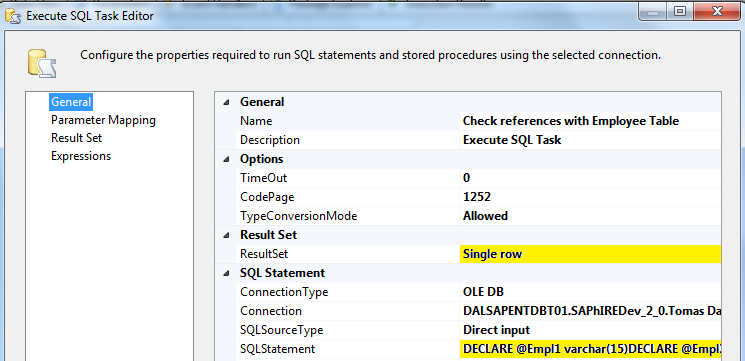 Execute SQL Task Editor
Configure the properties required to run SQL statements and stored procedures using the selected connection.
General
Parameter Mapping
Result Set
Expressions
General
Name Check references with Employee Table
Description Execute SQL Task
Options
TimeOut 0
CodePage 1252
TypeConversionMode Allowed
Result Set
ResultSet Single row
SQL Statement
ConnectionType OLE DB
Connection DALSAPENTDBT01.SAPhIREDev_2_0.Tomas Da
SQLSourceType Direct input
SQLStatement DECLARE @Empl1 varchar(15)DECLARE